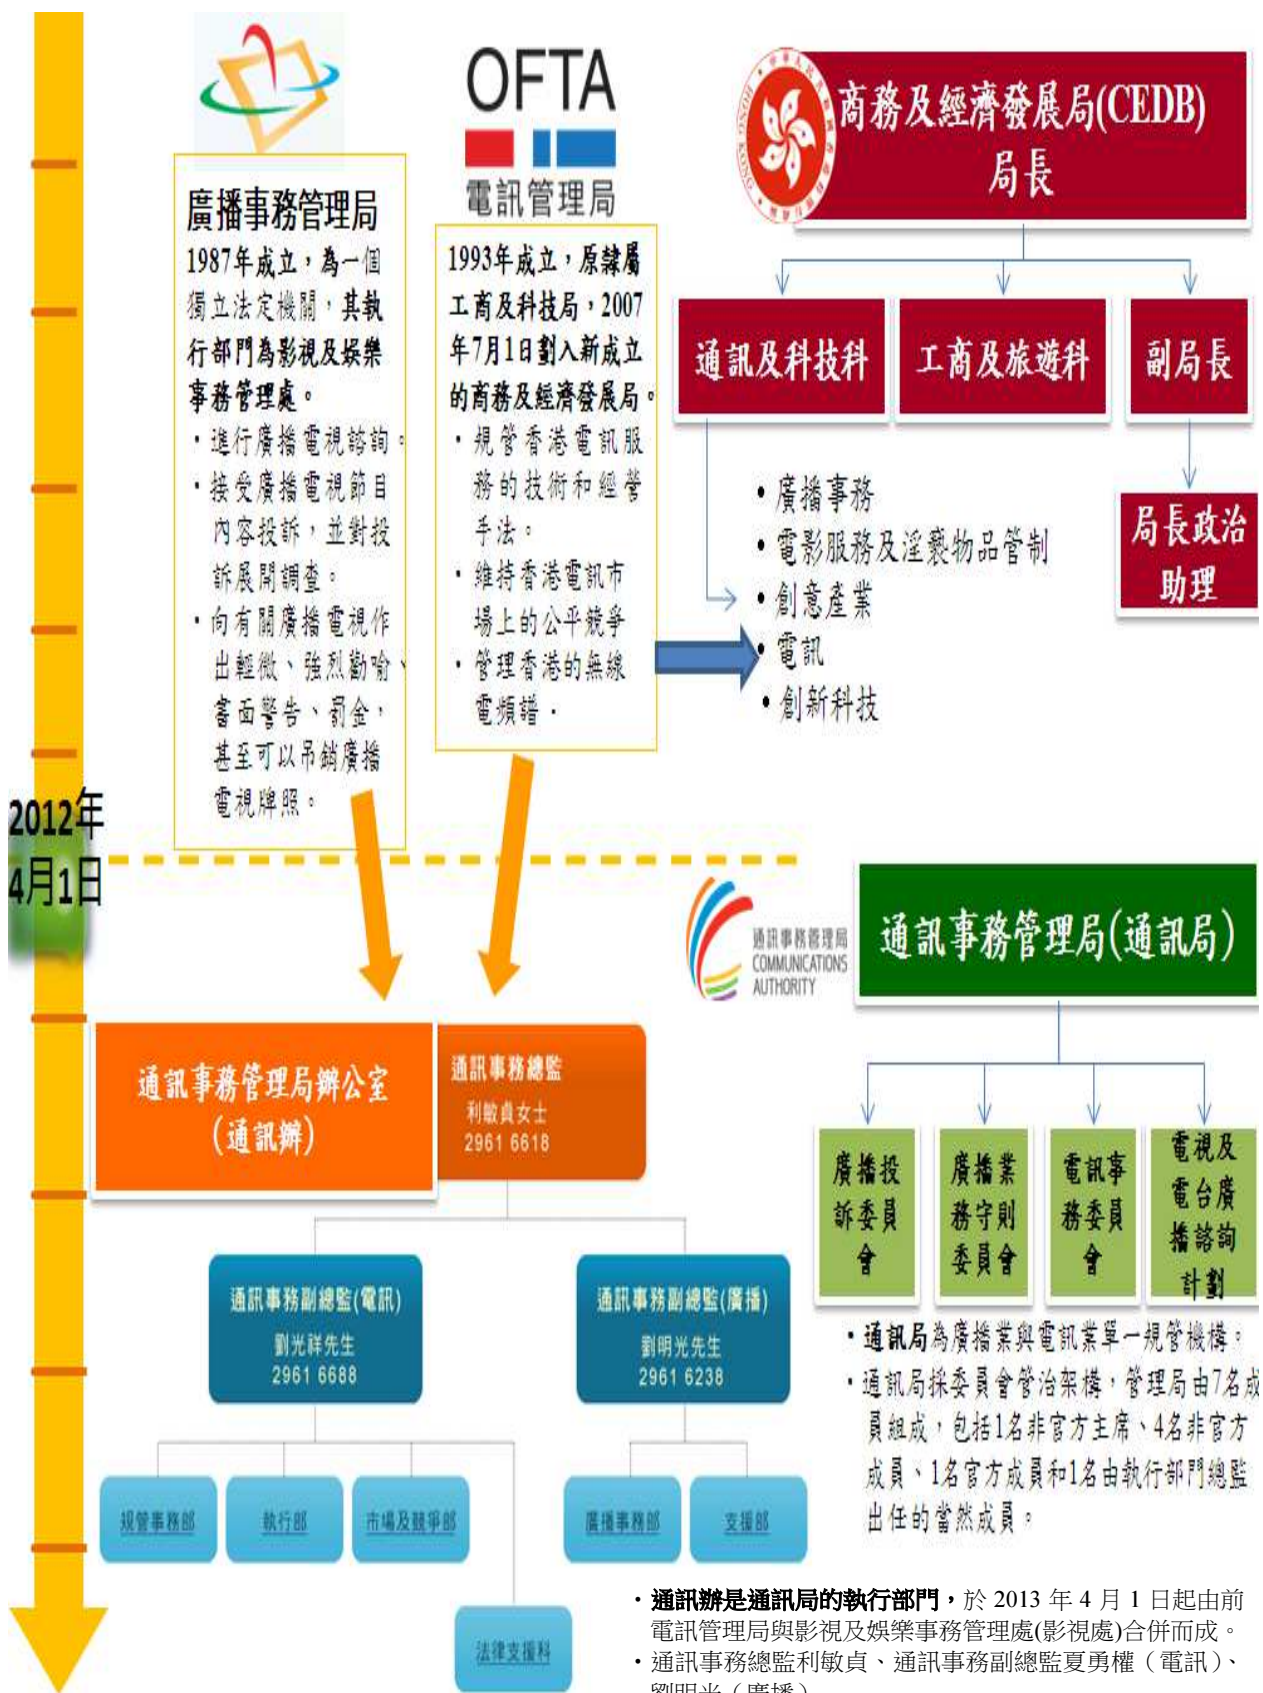 OFTA
電訊管理局
廣播事務管理局
1987年成立，為一個
獨立法定機關，其執
行部門為影視及娛樂
事務管理處。
・進行廣播電視諮詢。
・接受廣播電視節目
內容投訴，並對投
訴展開調查。
・向有關廣播電視作
出輕微、強烈勸喻、
書面警告、罰金，
甚至可以吊銷廣播
電視牌照。
1993年成立，原隸屬
工商及科技局，2007
年7月1日劃入新成立
的商務及經濟發展局。
・規管香港電訊服
務的技術和經營
手法。
・維持香港電訊市
場上的公平競爭
・管理香港的無線
電頻譜．
商務及經濟發展局(CEDB)
局長
通訊及科技科
工商及旅遊科
副局長
局長政治
助理
• 廣播事務
• 電影服務及淫褻物品管制
• 創意產業
• 電訊
• 創新科技
2012年
4月1日
通訊事務管理局
COMMUNICATIONS
AUTHORITY
通訊事務管理局(通訊局)
廣播投
訴委員
會
廣播業
務守則
委員會
電訊事
務委員
會
電視及
電台廣
播諮詢
計劃
・通訊局為廣播業與電訊業單一規管機構。
・通訊局採委員會管治架構，管理局由7名成
員組成，包括1名非官方主席、4名非官方
成員、1名官方成員和1名由執行部門總監
出任的當然成員。
通訊事務管理局辦公室
(通訊辦)
通訊事務總監
利敏貞女士
2961 6618
通訊事務副總監(電訊)
劉光祥先生
2961 6688
通訊事務副總監(廣播)
劉明光先生
2961 6238
規管事務部
執行部
市場及競爭部
廣播事務部
支援部
法律支援科
・通訊辦是通訊局的執行部門，於 2013 年 4 月 1 日起由前
電訊管理局與影視及娛樂事務管理處(影視處)合併而成。
・通訊事務總監利敏貞、通訊事務副總監夏勇權（電訊）、
劉明光（廣播）